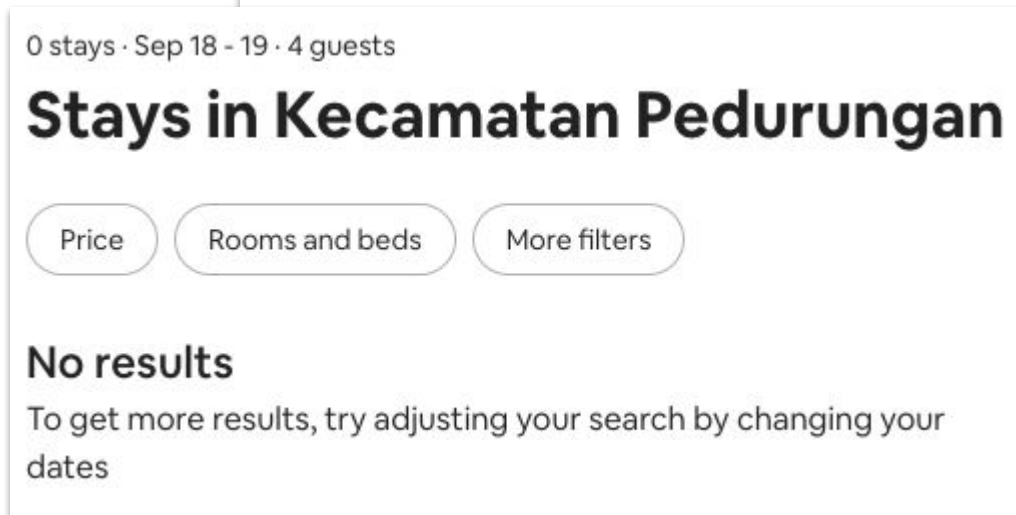 0 stays · Sep 18 - 19 · 4 guests
Stays in Kecamatan Pedurungan
Price Rooms and beds More filters
No results
To get more results, try adjusting your search by changing your
dates